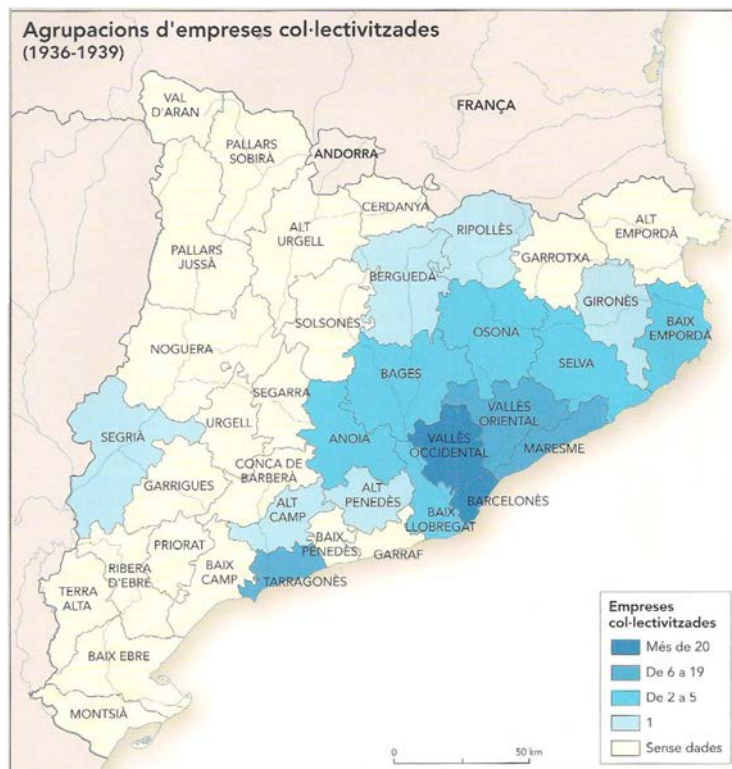 Agrupacions d'empreses col·lectivitzades
(1936-1939)
VAL
D'ARAN
PALLARS
SOBIRÀ
ANDORRA
FRANÇA
CERDANYA
ALT
URGELL
PALLARS
JUSSÀ
RIPOLLÈS
BERGUEDÀ
GARROTXA
ALT
EMPORDÀ
GIRONÈS
BAIX
EMPORDÀ
SOLSONÈS
OSONA
SELVA
NOGUERA
BAGES
SEGARRA
URGELL
SEGRIÀ
ANOIA
VALLÈS
ORIENTAL
VALLÈS
OCCIDENTAL
MARESME
CONCA DE
BARBERÀ
GARRIGUES
ALT
CAMP
ALT
PENEDÈS
BAIX
LLOBREGAT
BARCELONÈS
PRIORAT
BAIX
CAMP
BAIX
PENEDÈS
GARRAF
TARRAGONÈS
RIBERA
D'EBRE
TERRA
ALTA
BAIX EBRE
MONTSIÀ
Empreses
col·lectivitzades
Més de 20
De 6 a 19
De 2 a 5
1
Sense dades
0 50 km